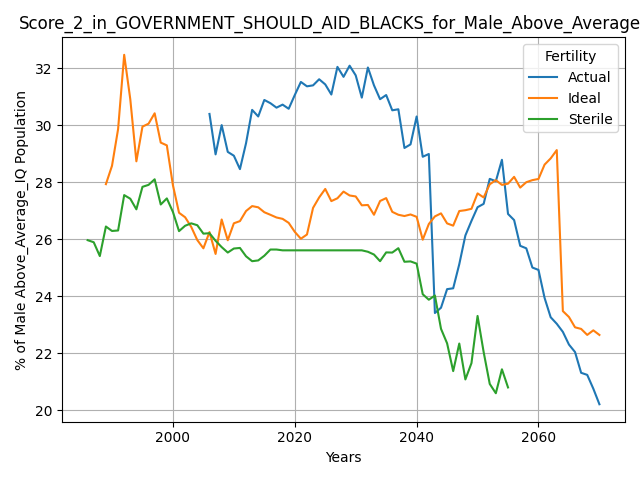 Score_2_in_GOVERNMENT_SHOULD_AID_BLACKS_for_Male_Above_Average
% of Male Above_Average_IQ Population
32
30
28
26
24
22
20
Fertility
Actual
Ideal
Sterile
2000 2020 2040 2060
Years